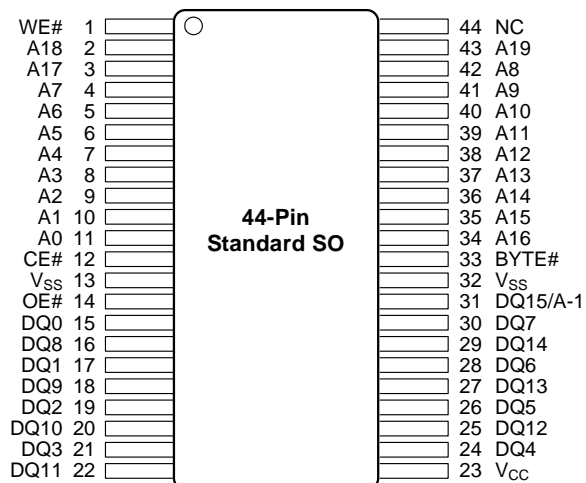 WE# 1 44 NC
A18 2 43 A19
A17 3 42 A8
A7 4 41 A9
A6 5 40 A10
A5 6 39 A11
A4 7 38 A12
A3 8 37 A13
A2 9 36 A14
A1 10 44-Pin 35 A15
A0 11 Standard SO 34 A16
CE# 12 33 BYTE#
VSS 13 32 VSS
OE# 14 31 DQ15/A-1
DQ0 15 30 DQ7
DQ8 16 29 DQ14
DQ1 17 28 DQ6
DQ9 18 27 DQ13
DQ2 19 26 DQ5
DQ10 20 25 DQ12
DQ3 21 24 DQ4
DQ11 22 23 VCC